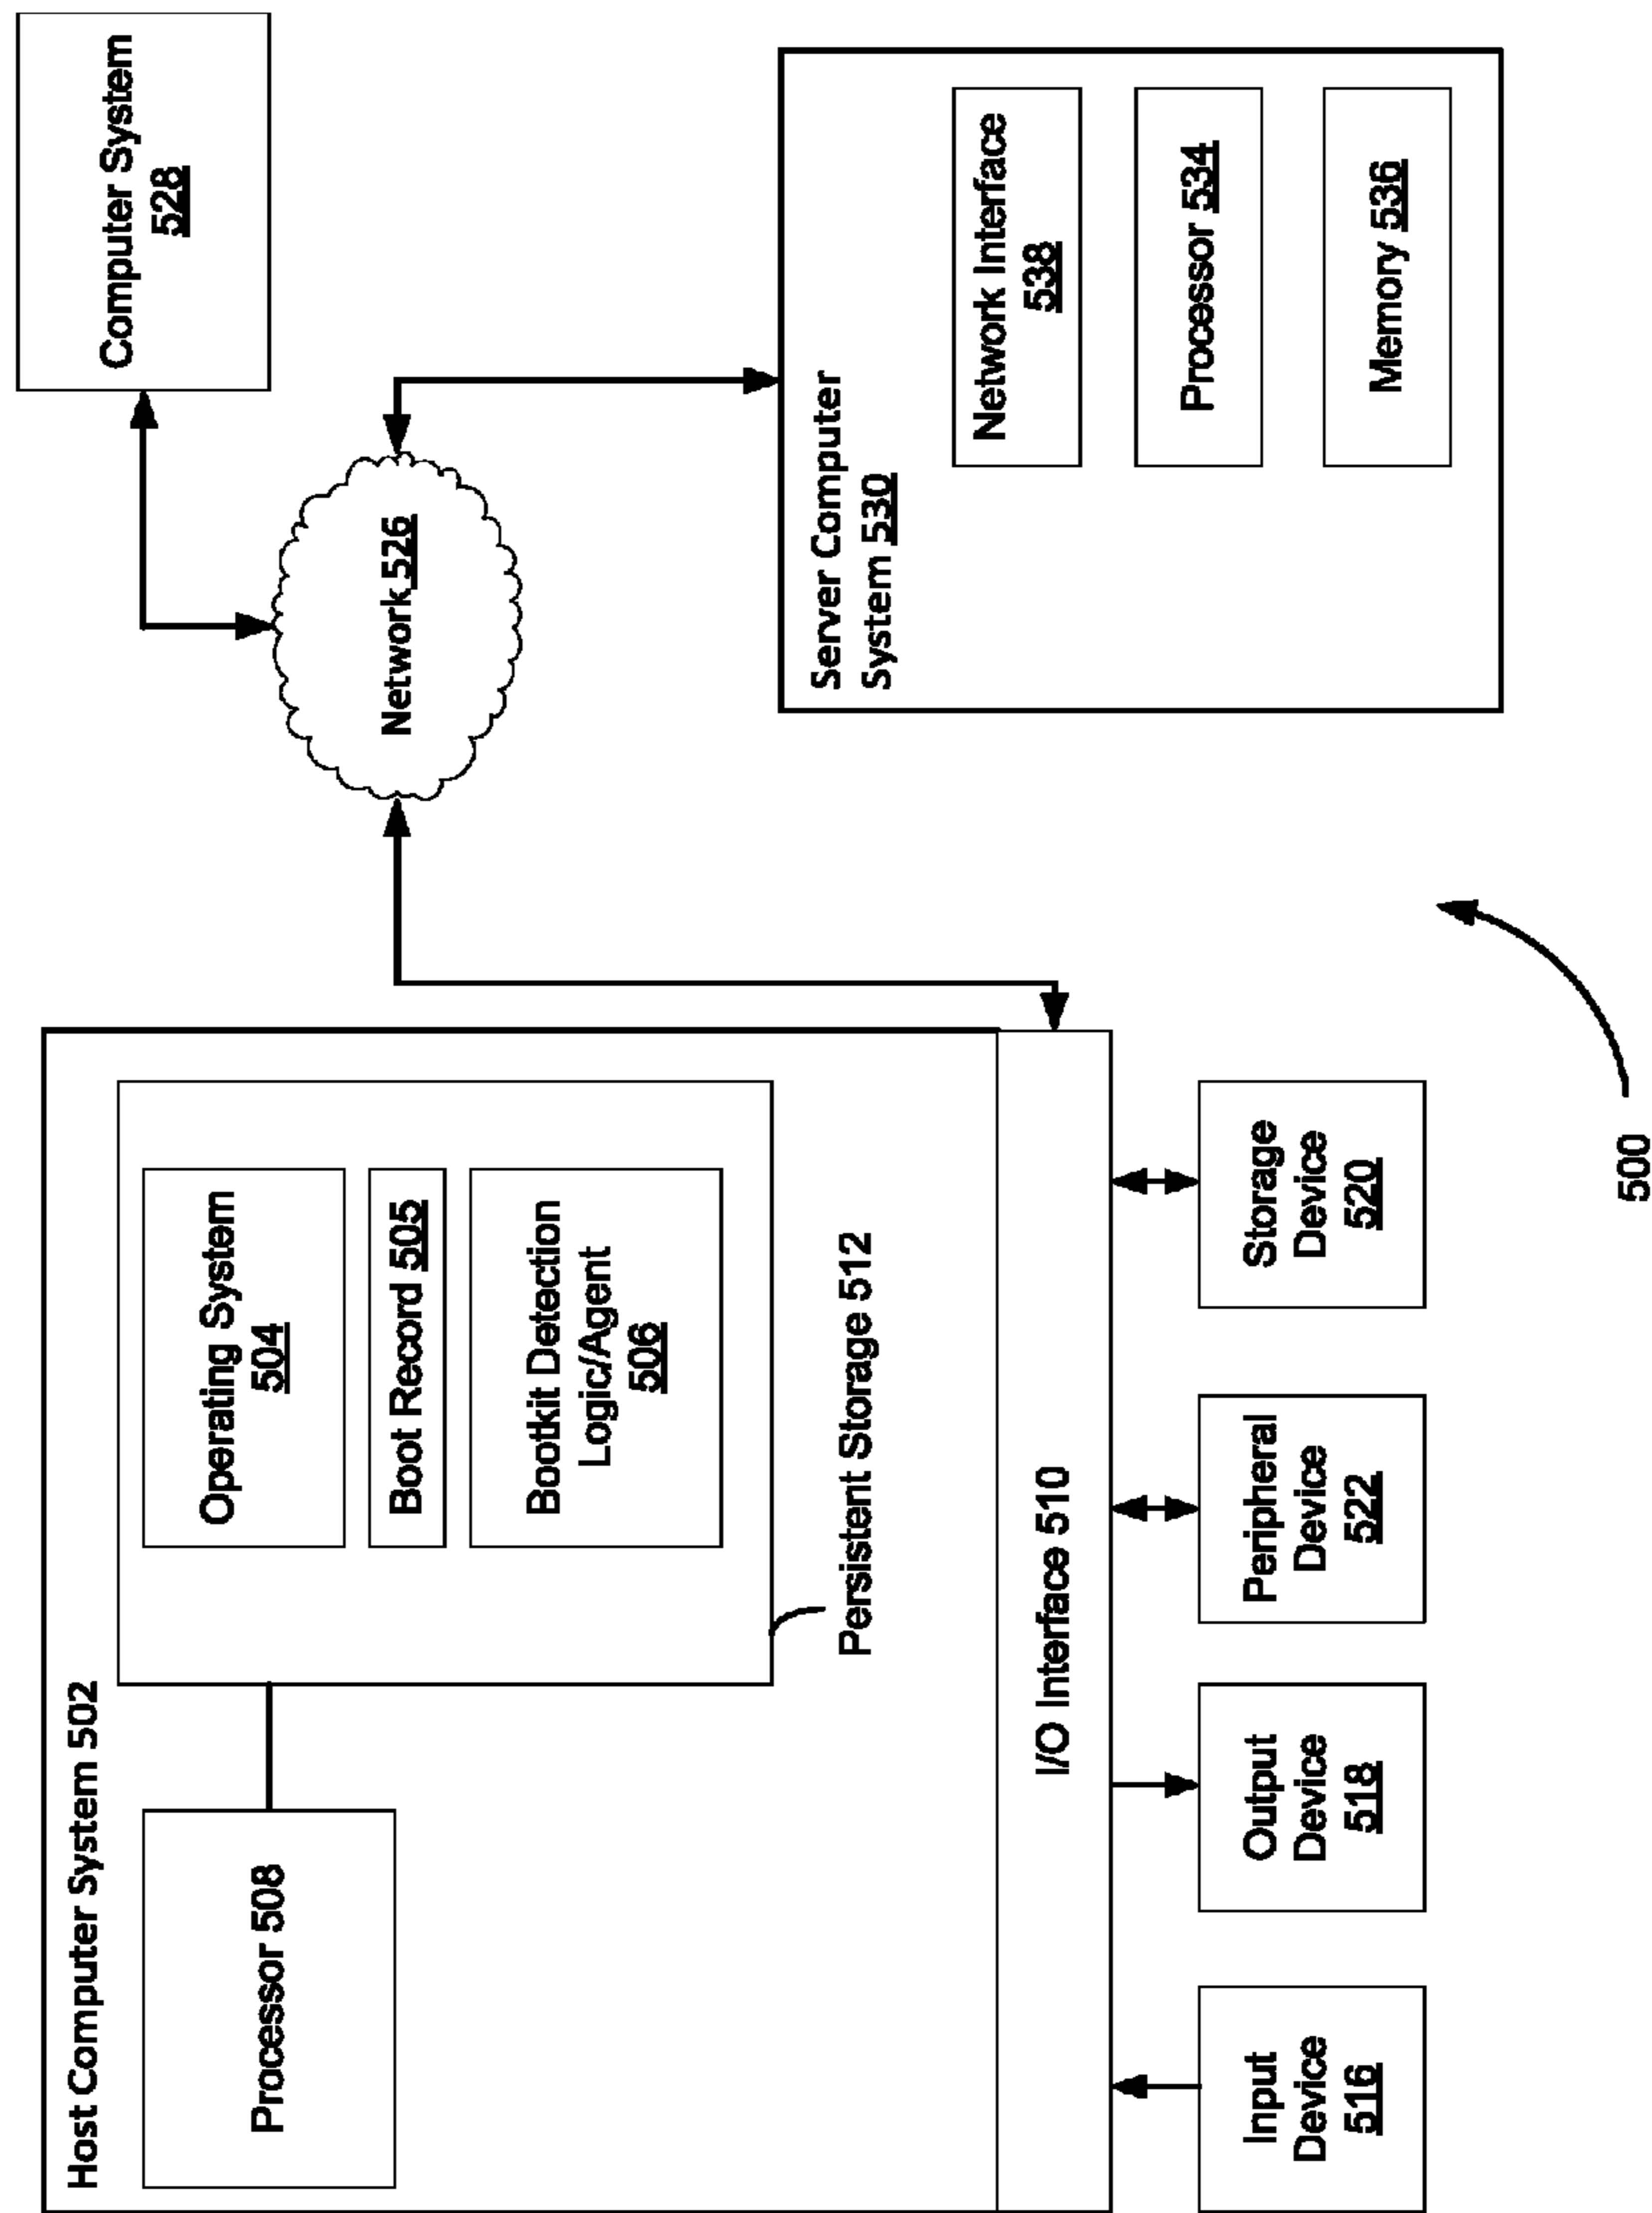 Host Computer System 502
Processor 508
Operating System
504
Boot Record 505
Bootkit Detection
Logic/Agent
506
Persistent Storage 512
I/O Interface 510
Input
Device
516
Output
Device
518
Peripheral
Device
522
Storage
Device
520
Network 526
Computer System
528
Server Computer
System 530
Network Interface
538
Processor 534
Memory 536
500